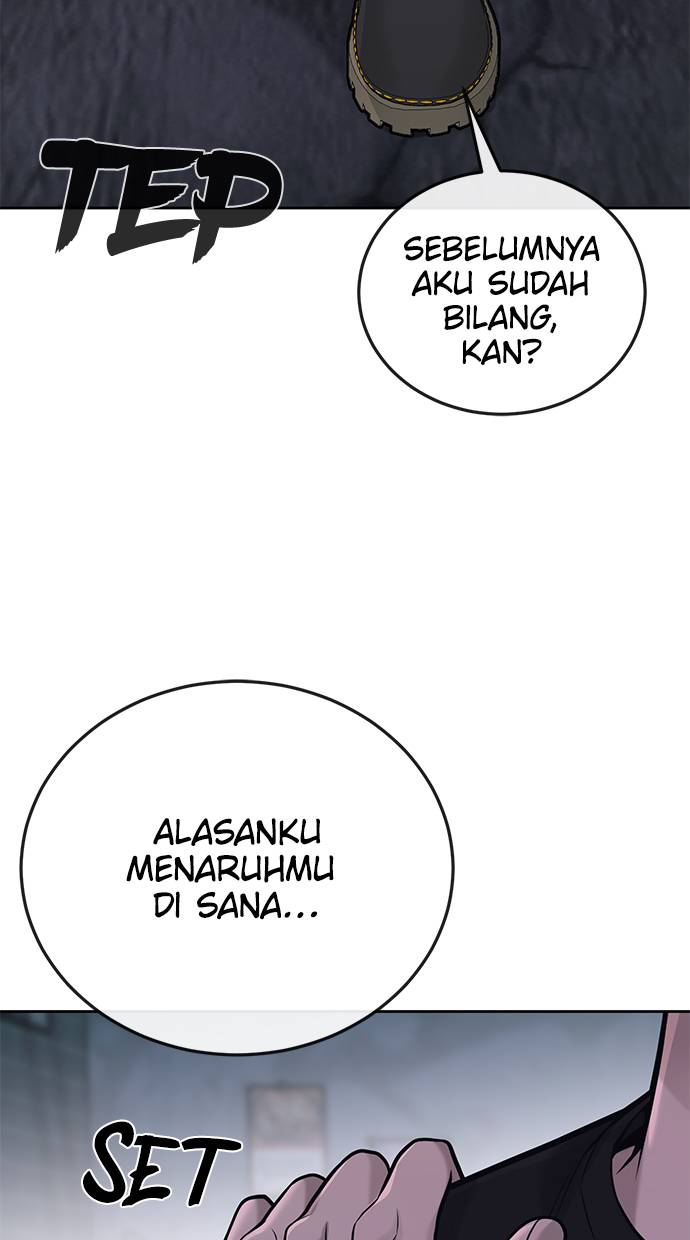 TEP
SEBELUMNYA
AKU SUDAH
BILANG,
KAN?
ALASANKU
MENARUHMU
DI SANA...
SET